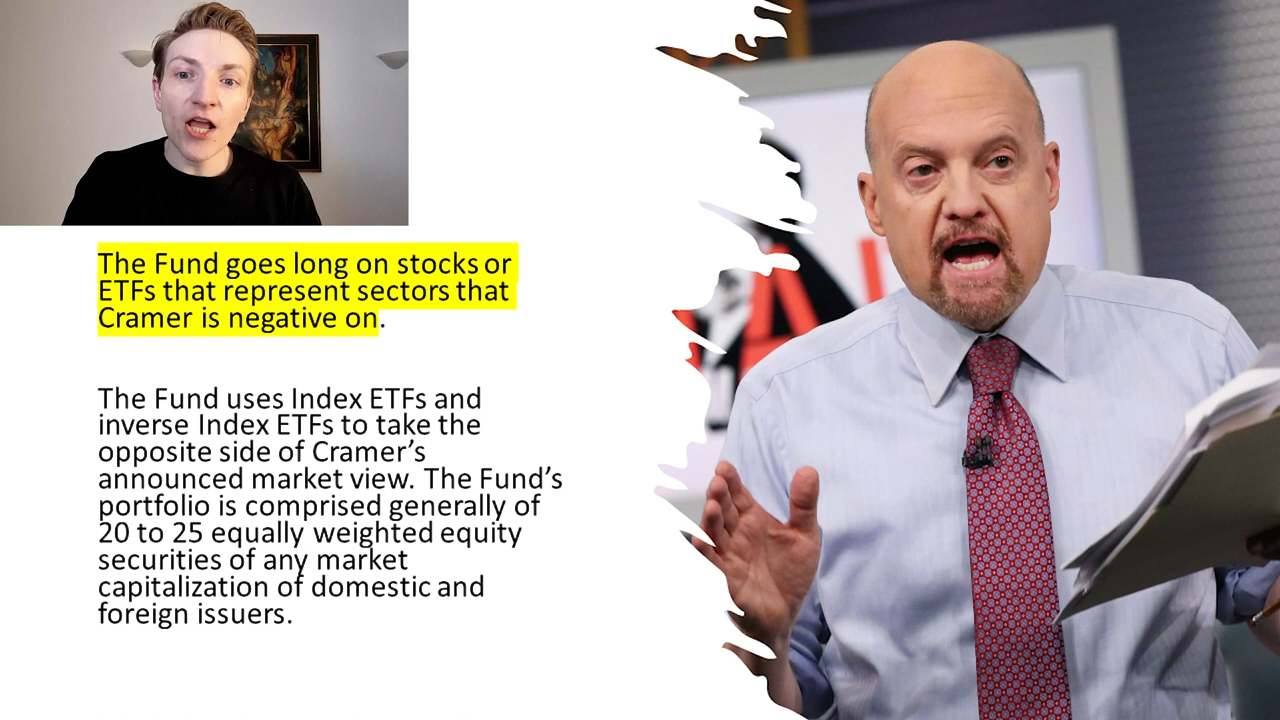 The Fund goes long on stocks or
ETFs that represent sectors that
Cramer is negative on.
The Fund uses Index ETFs and
inverse Index ETFs to take the
opposite side of Cramer’s
announced market view. The Fund’s
portfolio is comprised generally of
20 to 25 equally weighted equity
securities of any market
capitalization of domestic and
foreign issuers.